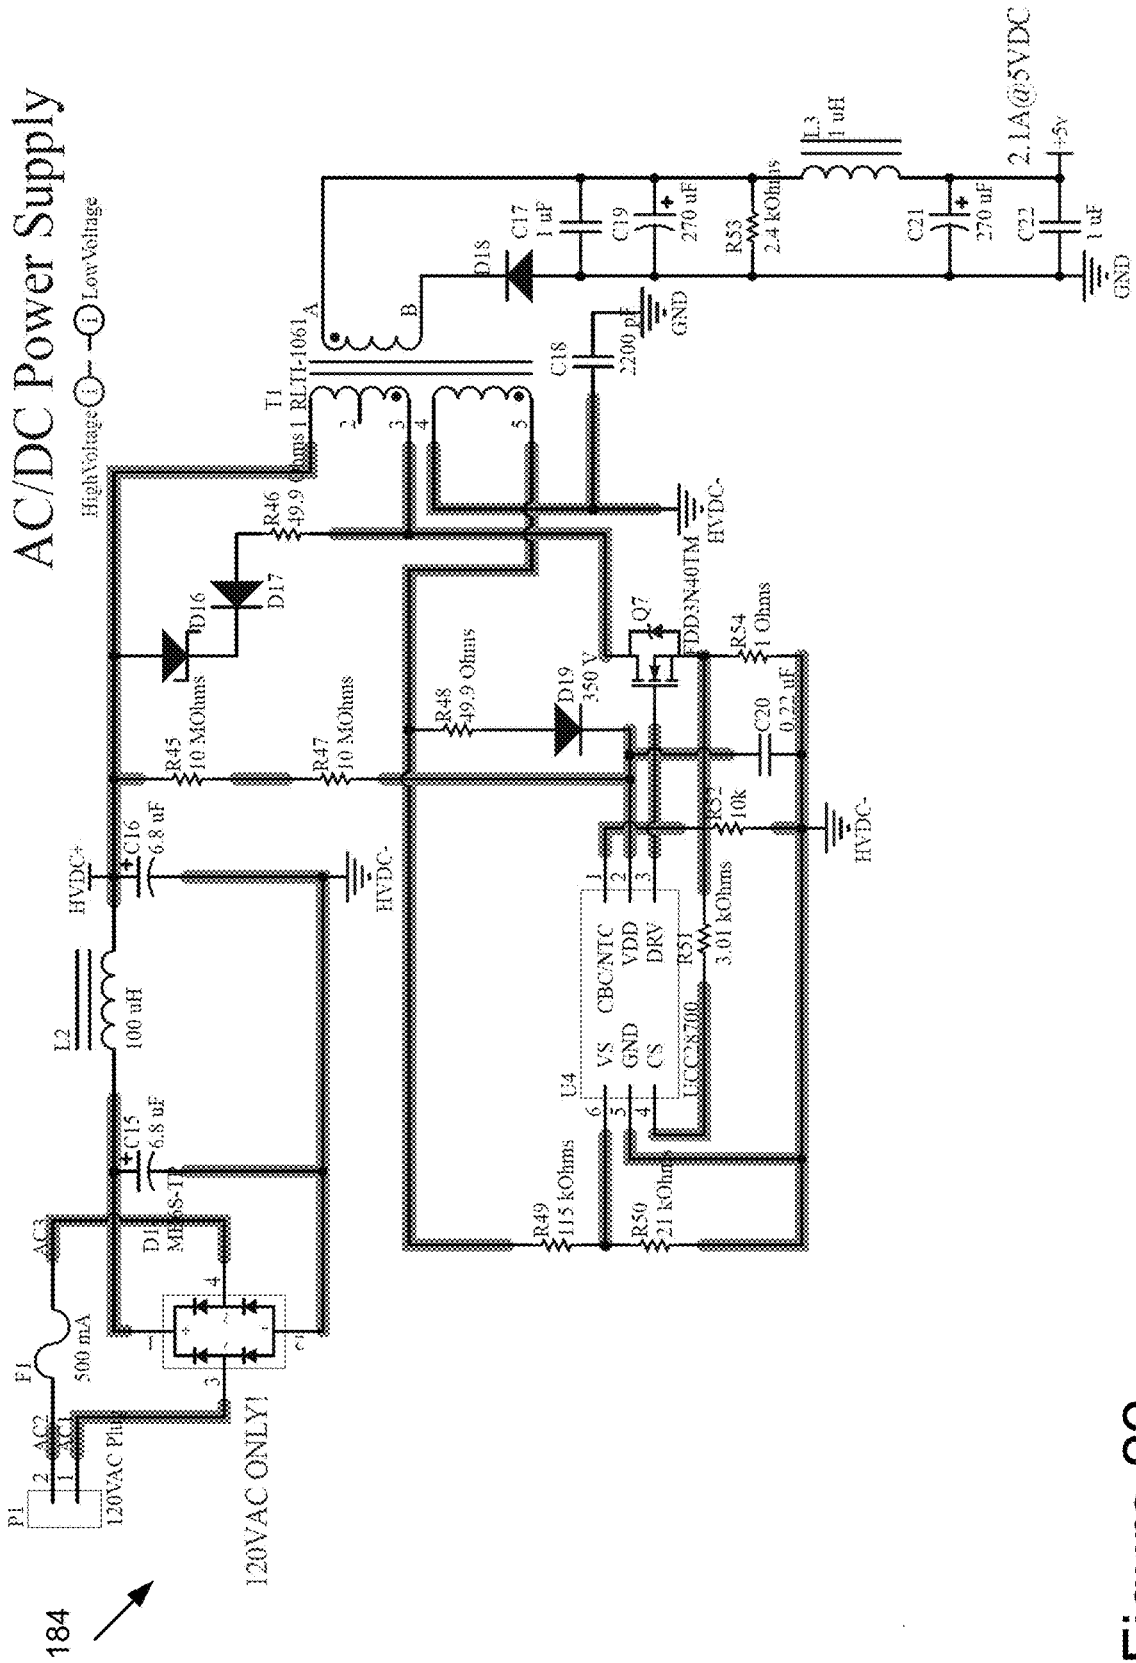 AC/DC Power Supply
HighVoltage
i
i
LowVoltage
184
P1
2
1
AC2
AC1
120VAC
F1
500 mA
AC3
120VAC ONLY!
3
4
+
-
C15
6.8 uF
L2
100 uH
HVDC+
C16
6.8 uF
HVDC-
R45
10 MOhms
R47
10 MOhms
D16
D17
R46
49.9 Ohms
T1
RLTI-1061
1
2
3
4
5
A
B
D18
C17
1 uF
C19
270 uF
R53
2.4 kOhms
L3
1 uH
C21
270 uF
C22
1 uF
2.1A@5VDC
+5v
GND
C18
2200 pF
GND
HVDC-
R48
49.9 Ohms
D19
350 V
Q7
FDD3N40TM
R54
1 Ohms
C20
0.22 uF
R52
10k
HVDC-
U4
VS
GND
CS
CBC/NTC
VDD
DRV
UCC28700
6
5
4
1
2
3
R51
3.01 kOhms
R49
115 kOhms
R50
21 kOhms